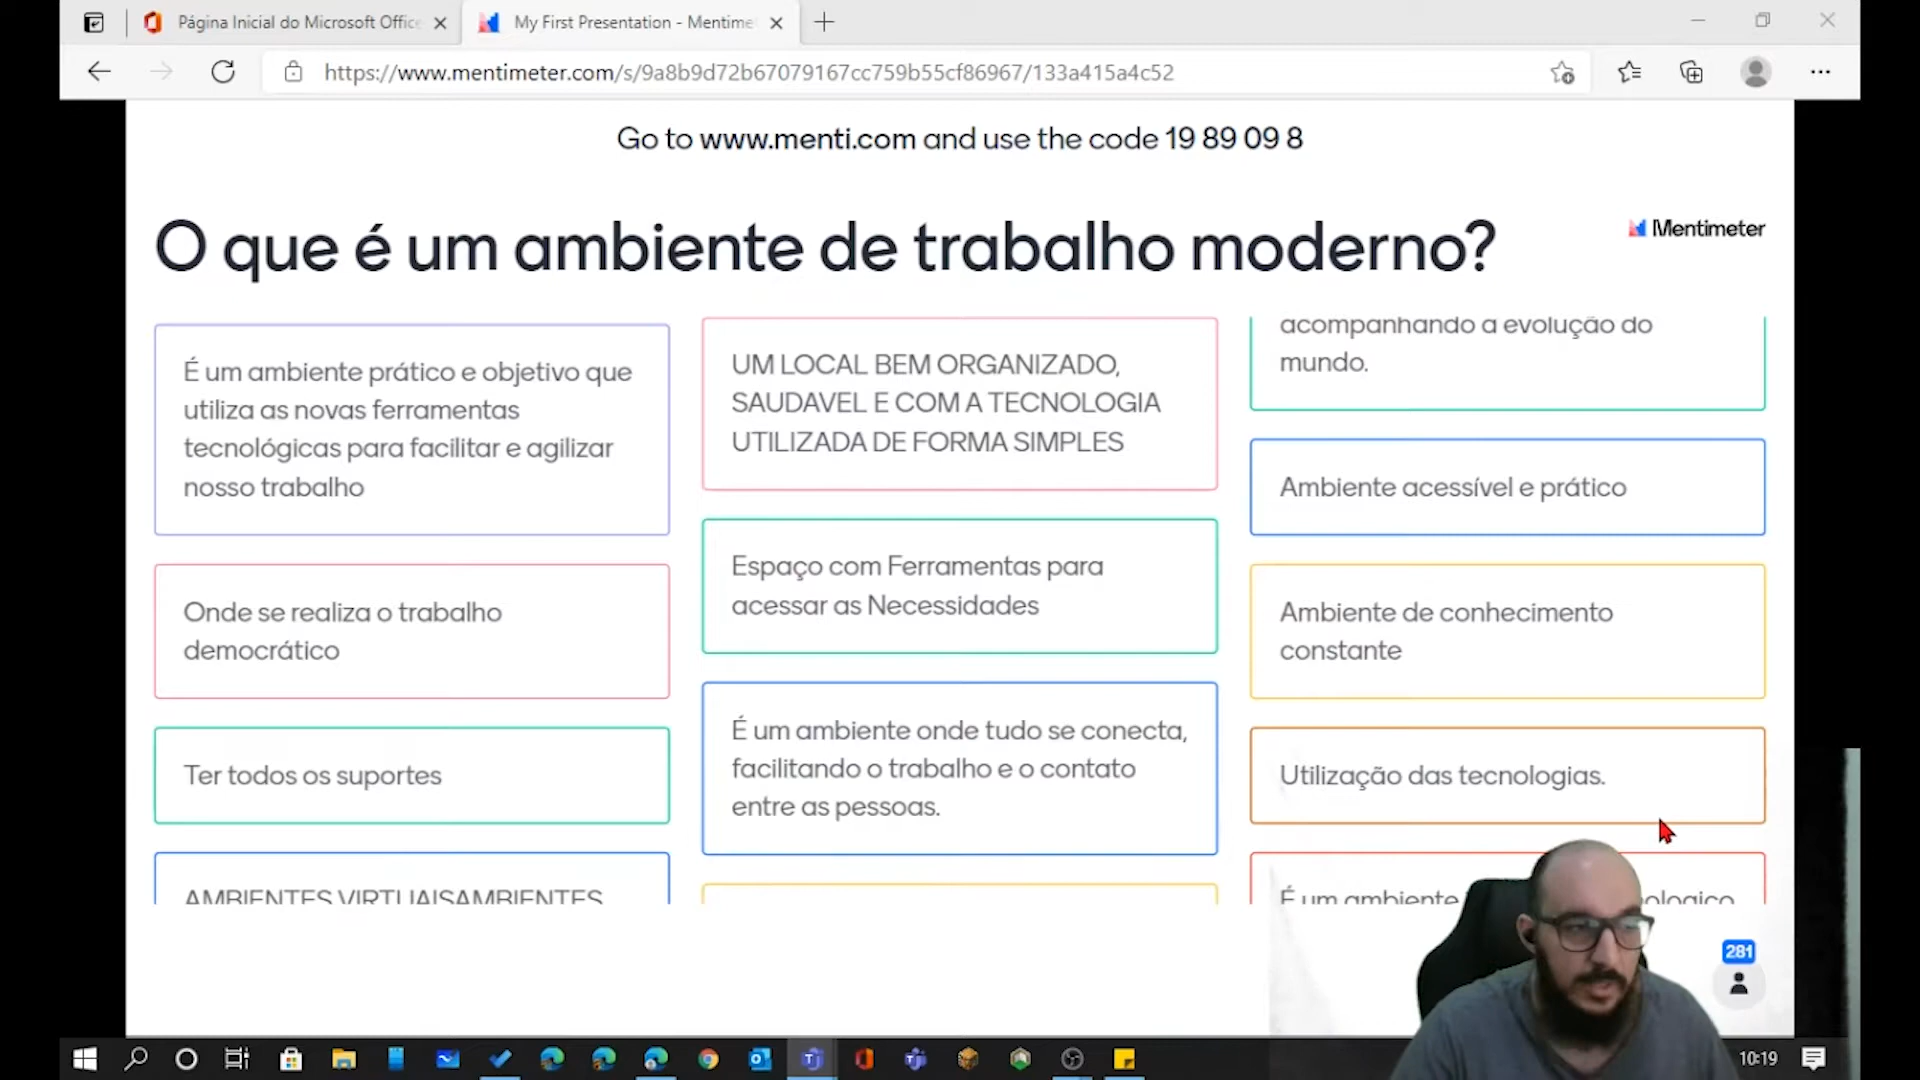 Página Inicial do Microsoft Office
My First Presentation - Mentime
https://www.mentimeter.com/s/9a8b9d72b67079167cc759b55cf86967/133a415a4c52
Go to www.menti.com and use the code 19 89 09 8
O que é um ambiente de trabalho moderno?
Mentimeter
É um ambiente prático e objetivo que
utiliza as novas ferramentas
tecnológicas para facilitar e agilizar
nosso trabalho
Onde se realiza o trabalho
democrático
Ter todos os suportes
AMBIENTES VIRTUAISAMBIENTES
UM LOCAL BEM ORGANIZADO,
SAUDAVEL E COM A TECNOLOGIA
UTILIZADA DE FORMA SIMPLES
Espaço com Ferramentas para
acessar as Necessidades
É um ambiente onde tudo se conecta,
facilitando o trabalho e o contato
entre as pessoas.
acompanhando a evolução do
mundo.
Ambiente acessível e prático
Ambiente de conhecimento
constante
Utilização das tecnologias.
É um ambiente
281
10:19